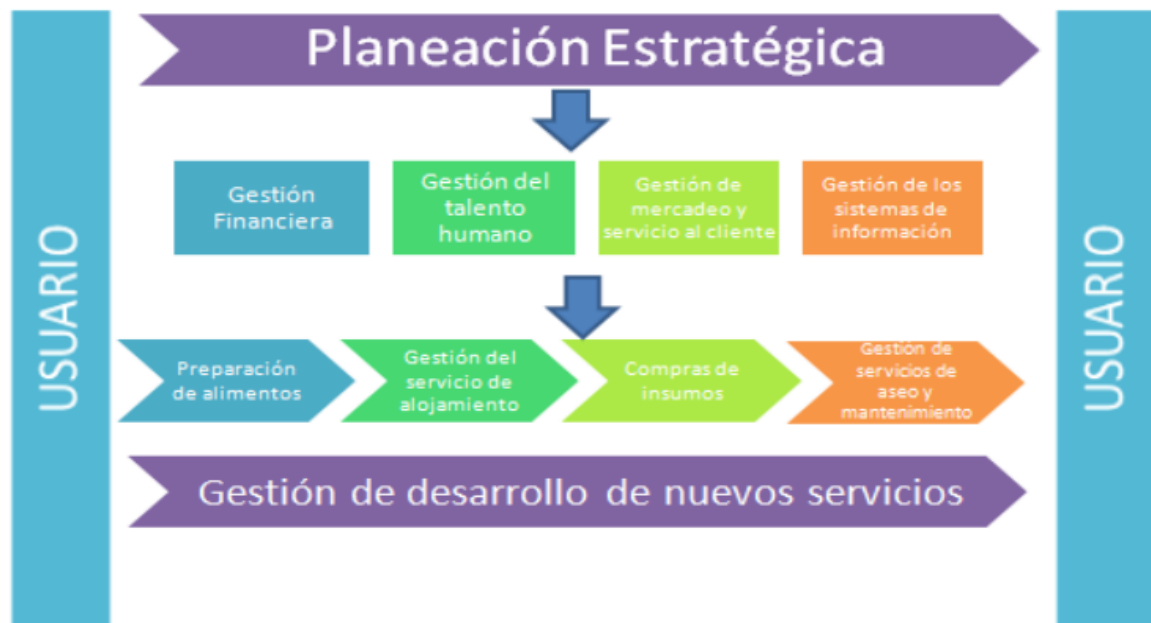 USUARIO
Planeación Estratégica
Gestión
Financiera
Gestión del
talento
humano
Gestión de
mercadeo y
servicio al cliente
Gestión de los
sistemas de
información
Preparación
de alimentos
Gestión del
servicio de
alojamiento
Compras de
insumos
Gestión de
servicios de
aseo y
mantenimiento
Gestión de desarrollo de nuevos servicios
USUARIO